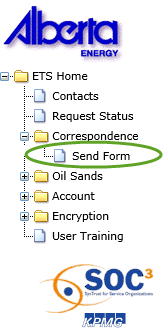 Alberta
ENERGY
ETS Home
Contacts
Request Status
Correspondence
Send Form
Oil Sands
Account
Encryption
User Training
SOC3
SysTrust for Service Organizations
KPMG